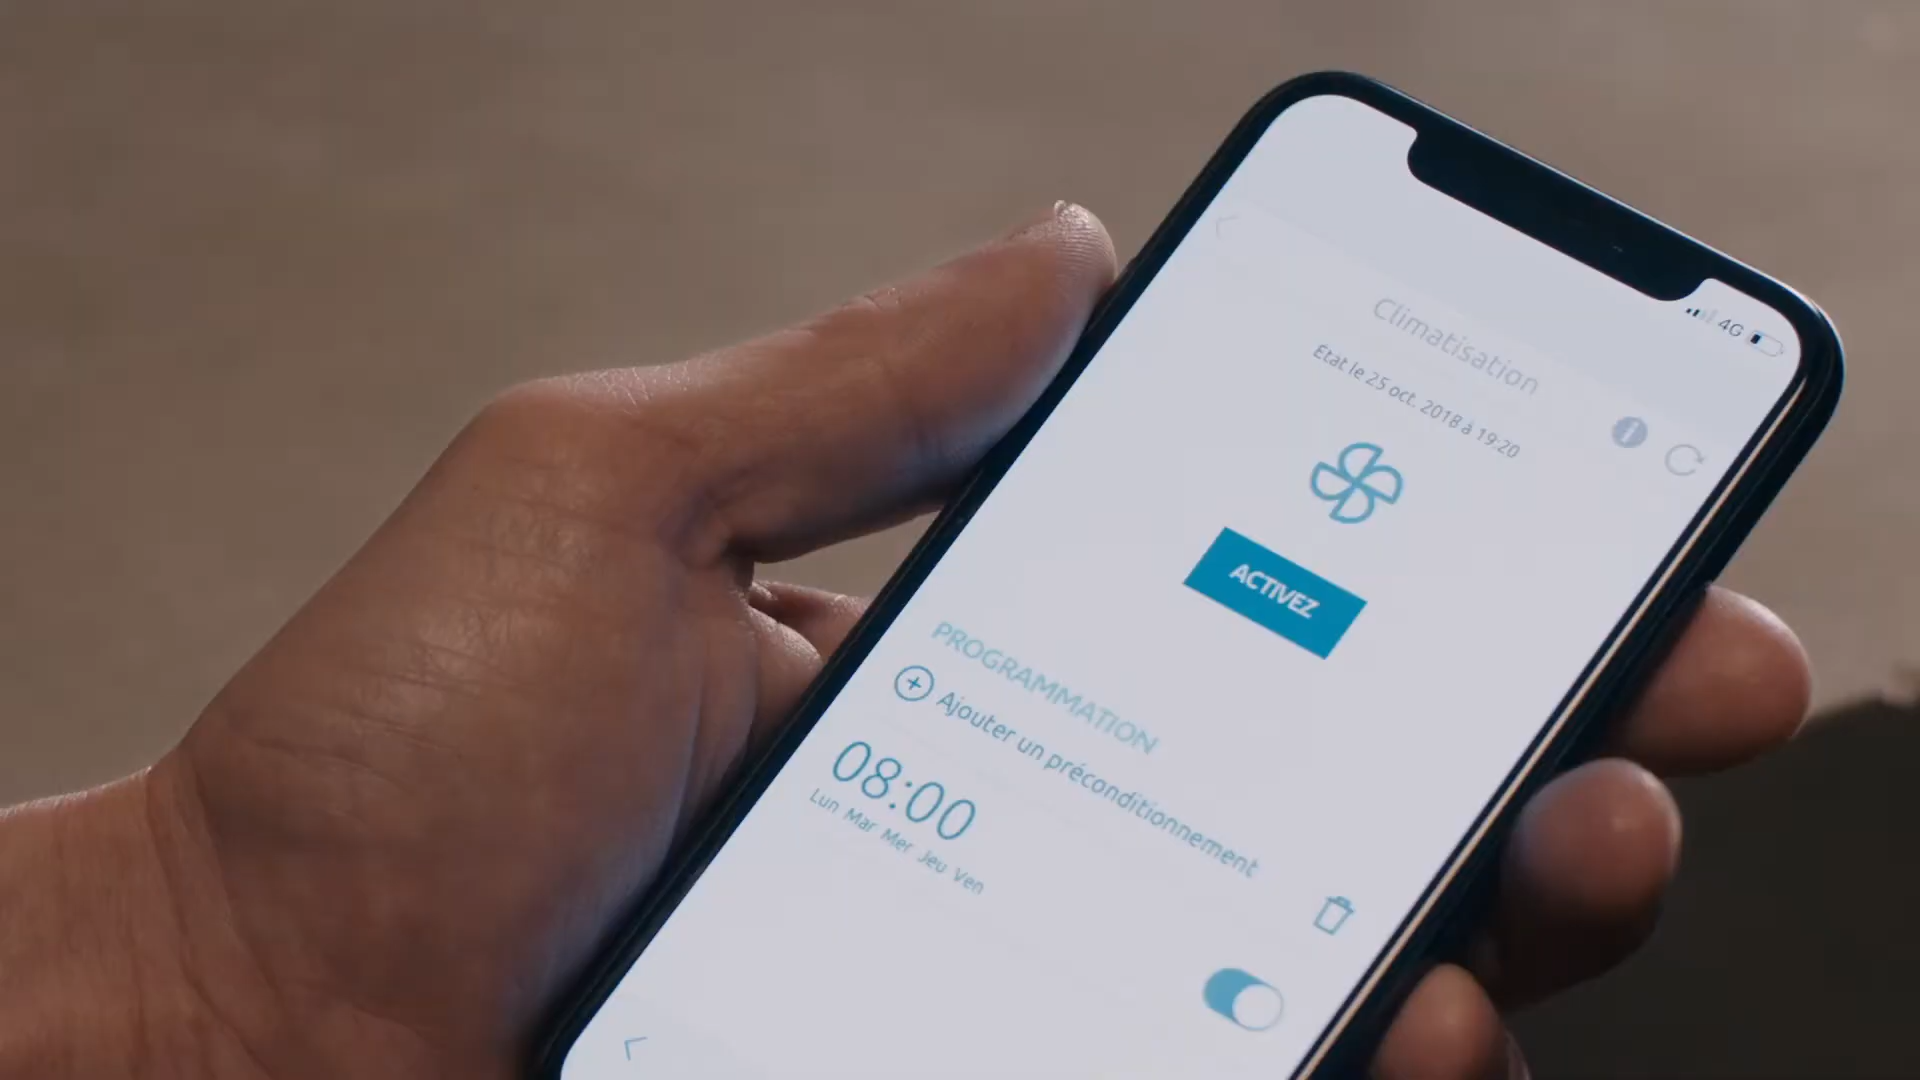 4G
Climatisation
Etat le 25 oct. 2018 à 19:20
i
ACTIVEZ
PROGRAMMATION
Ajouter un préconditionnement
08:00
Lun Mar Mer Jeu Ven